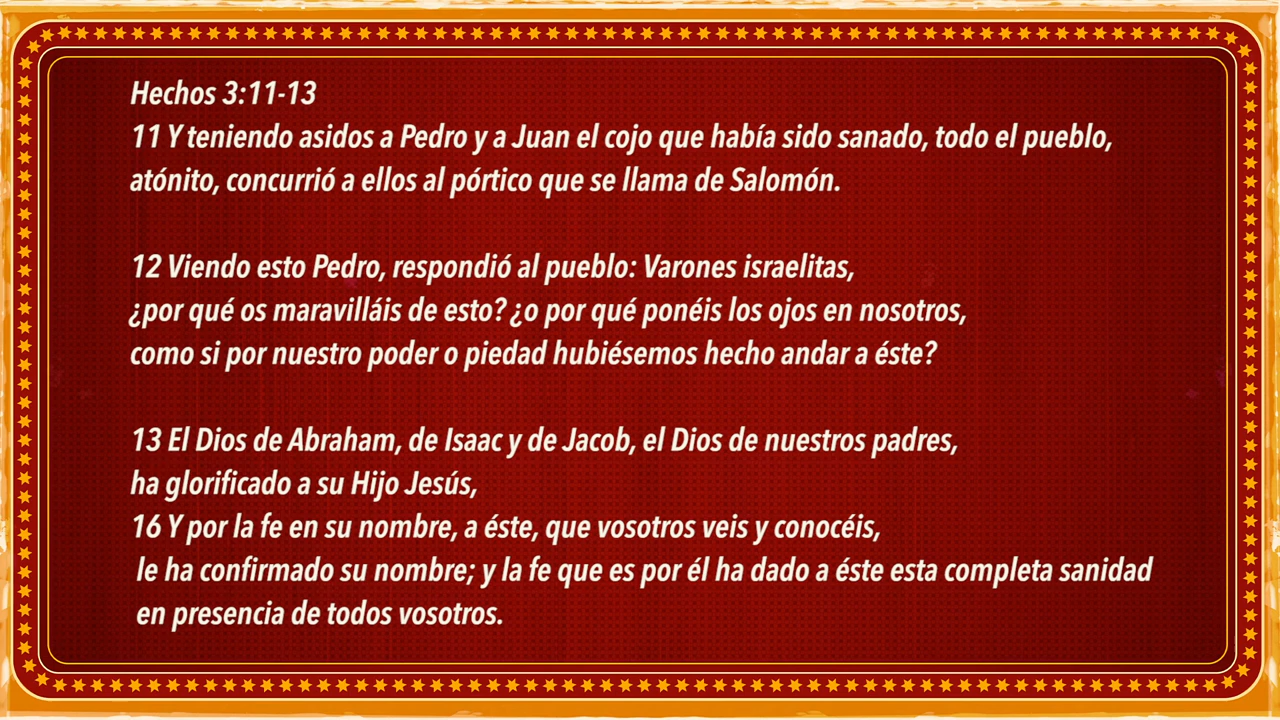 Hechos 3:11-13
11 Y teniendo asidos a Pedro y a Juan el cojo que había sido sanado, todo el pueblo,
atónito, concurrió a ellos al pórtico que se llama de Salomón.
12 Viendo esto Pedro, respondió al pueblo: Varones israelitas,
¿por qué os maravilláis de esto? ¿o por qué ponéis los ojos en nosotros,
como si por nuestro poder o piedad hubiésemos hecho andar a éste?
13 El Dios de Abraham, de Isaac y de Jacob, el Dios de nuestros padres,
ha glorificado a su Hijo Jesús,
16 Y por la fe en su nombre, a éste, que vosotros veis y conocéis,
le ha confirmado su nombre; y la fe que es por él ha dado a éste esta completa sanidad
en presencia de todos vosotros.